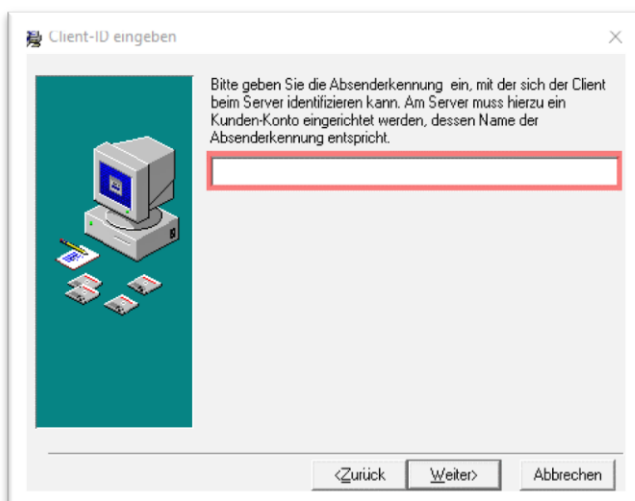 Client-ID eingeben
Bitte geben Sie die Absenderkennung ein, mit der sich der Client
beim Server identifizieren kann. Am Server muss hierzu ein
Kunden-Konto eingerichtet werden, dessen Name der
Absenderkennung entspricht.
<Zurück Weiter> Abbrechen